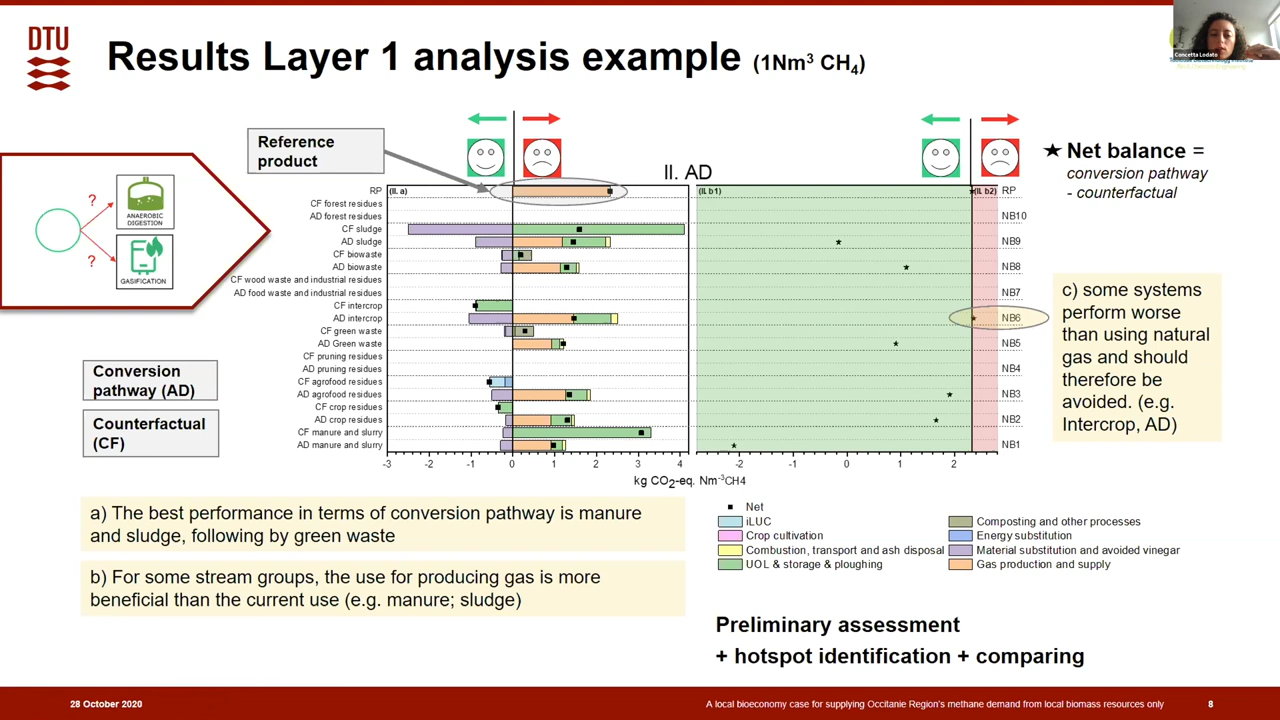 DTU
Results Layer 1 analysis example (1Nm³ CH₄)
Concetta Lodato
Reference
product
?
?
ANAEROBIC
DIGESTION
GASIFICATION
Conversion
pathway (AD)
Counterfactual
(CF)
II. AD
(II. a)
(II. b1)
(II. b2)
RP
CF forest residues
AD forest residues
CF sludge
AD sludge
CF biowaste
AD biowaste
CF wood waste and industrial residues
AD food waste and industrial residues
CF intercrop
AD intercrop
CF green waste
AD Green waste
CF pruning residues
AD pruning residues
CF agrofood residues
AD agrofood residues
CF crop residues
AD crop residues
CF manure and slurry
AD manure and slurry
-3 -2 -1 0 1 2 3 4
-2 -1 0 1 2
RP
NB10
NB9
NB8
NB7
NB6
NB5
NB4
NB3
NB2
NB1
kg CO2-eq. Nm⁻³CH4
★ Net balance =
conversion pathway
- counterfactual
c) some systems
perform worse
than using natural
gas and should
therefore be
avoided. (e.g.
Intercrop, AD)
a) The best performance in terms of conversion pathway is manure
and sludge, following by green waste
b) For some stream groups, the use for producing gas is more
beneficial than the current use (e.g. manure; sludge)
Net
iLUC
Crop cultivation
Combustion, transport and ash disposal
UOL & storage & ploughing
Composting and other processes
Energy substitution
Material substitution and avoided vinegar
Gas production and supply
Preliminary assessment
+ hotspot identification + comparing
28 October 2020
A local bioeconomy case for supplying Occitanie Region's methane demand from local biomass resources only
8